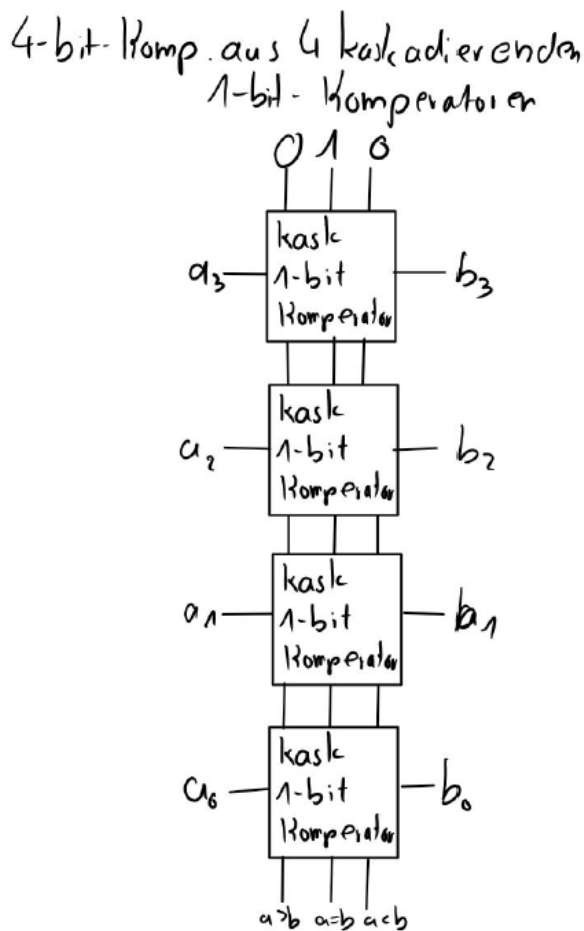 4-bit-Komp. aus 4 kaskadierenden
1-bit-Komperatoren
0 1 0
a₃ kask b₃
1-bit
Komperator
kask
a₂ 1-bit b₂
Komperator
kask
a₁ 1-bit b₁
Komperator
kask
a₀ 1-bit b₀
Komperator
a>b a=b a<b